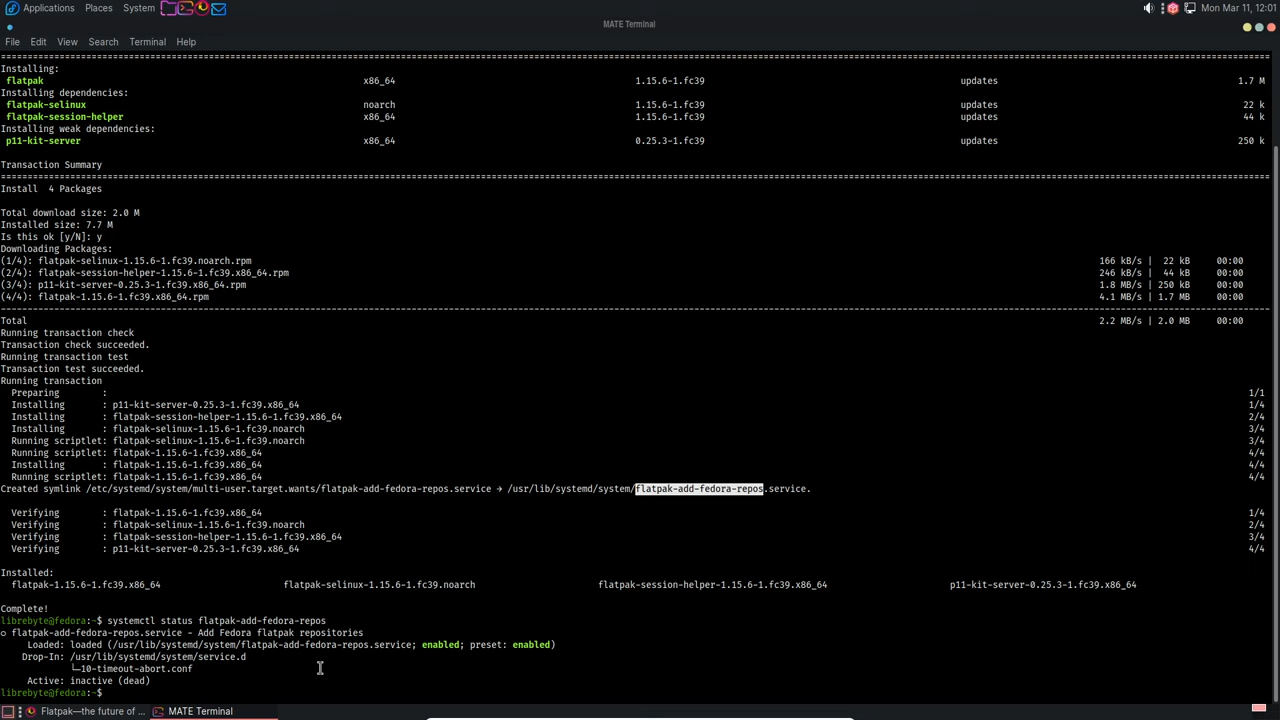 Applications Places System Mon Mar 11, 12:01
MATE Terminal
File Edit View Search Terminal Help
================================================================================
Installing:
flatpak x86_64 1.15.6-1.fc39 updates 1.7 M
Installing dependencies:
flatpak-selinux noarch 1.15.6-1.fc39 updates 22 k
flatpak-session-helper x86_64 1.15.6-1.fc39 updates 44 k
Installing weak dependencies:
p11-kit-server x86_64 0.25.3-1.fc39 updates 250 k
Transaction Summary
================================================================================
Install 4 Packages
Total download size: 2.0 M
Installed size: 7.7 M
Is this ok [y/N]: y
Downloading Packages:
(1/4): flatpak-selinux-1.15.6-1.fc39.noarch.rpm 166 kB/s | 22 kB 00:00
(2/4): flatpak-session-helper-1.15.6-1.fc39.x86_64.rpm 246 kB/s | 44 kB 00:00
(3/4): p11-kit-server-0.25.3-1.fc39.x86_64.rpm 1.8 MB/s | 250 kB 00:00
(4/4): flatpak-1.15.6-1.fc39.x86_64.rpm 4.1 MB/s | 1.7 MB 00:00
--------------------------------------------------------------------------------
Total 2.2 MB/s | 2.0 MB 00:00
Running transaction check
Transaction check succeeded.
Running transaction test
Transaction test succeeded.
Running transaction
Preparing : 1/1
Installing : p11-kit-server-0.25.3-1.fc39.x86_64 1/4
Installing : flatpak-session-helper-1.15.6-1.fc39.x86_64 2/4
Installing : flatpak-selinux-1.15.6-1.fc39.noarch 3/4
Running scriptlet: flatpak-selinux-1.15.6-1.fc39.noarch 3/4
Running scriptlet: flatpak-1.15.6-1.fc39.x86_64 4/4
Installing : flatpak-1.15.6-1.fc39.x86_64 4/4
Running scriptlet: flatpak-1.15.6-1.fc39.x86_64 4/4
Created symlink /etc/systemd/system/multi-user.target.wants/flatpak-add-fedora-repos.service → /usr/lib/systemd/system/flatpak-add-fedora-repos.service.
Verifying : flatpak-1.15.6-1.fc39.x86_64 1/4
Verifying : flatpak-selinux-1.15.6-1.fc39.noarch 2/4
Verifying : flatpak-session-helper-1.15.6-1.fc39.x86_64 3/4
Verifying : p11-kit-server-0.25.3-1.fc39.x86_64 4/4
Installed:
flatpak-1.15.6-1.fc39.x86_64 flatpak-selinux-1.15.6-1.fc39.noarch flatpak-session-helper-1.15.6-1.fc39.x86_64 p11-kit-server-0.25.3-1.fc39.x86_64
Complete!
librebyte@fedora:~$ systemctl status flatpak-add-fedora-repos
○ flatpak-add-fedora-repos.service - Add Fedora flatpak repositories
Loaded: loaded (/usr/lib/systemd/system/flatpak-add-fedora-repos.service; enabled; preset: enabled)
Drop-In: /usr/lib/systemd/system/service.d
└─10-timeout-abort.conf
Active: inactive (dead)
librebyte@fedora:~$
Flatpak—the future of ... MATE Terminal